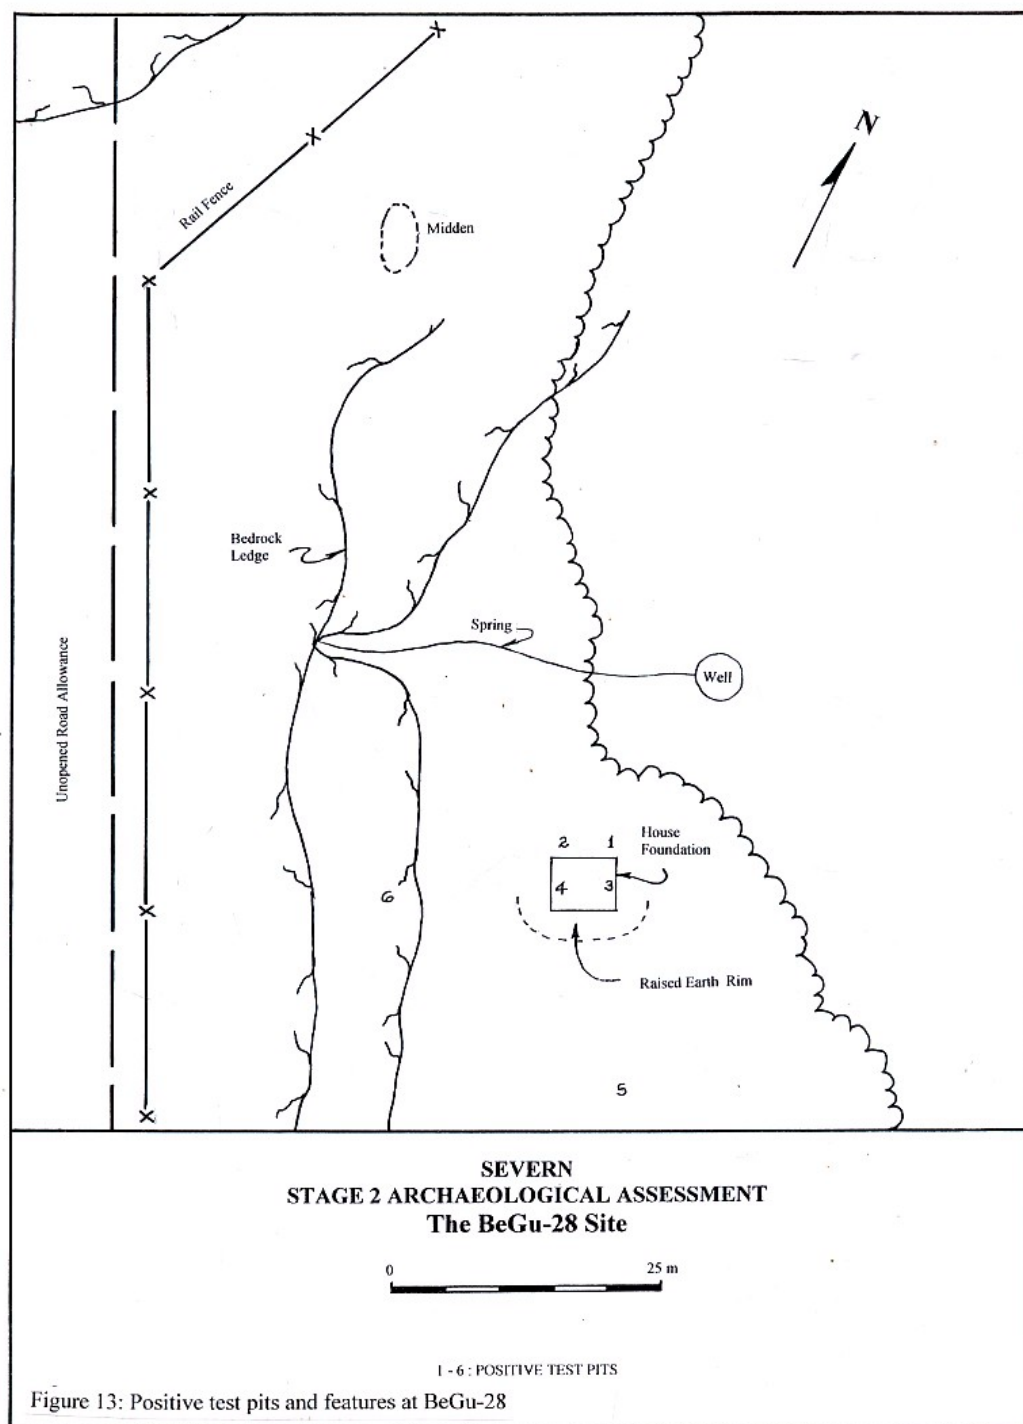 N
Rail Fence
Midden
Bedrock
Ledge
Spring
Well
Unopened Road Allowance
2
1
House
Foundation
4
3
6
Raised Earth Rim
5
SEVERN
STAGE 2 ARCHAEOLOGICAL ASSESSMENT
The BeGu-28 Site
0
25 m
1 - 6 : POSITIVE TEST PITS
Figure 13: Positive test pits and features at BeGu-28